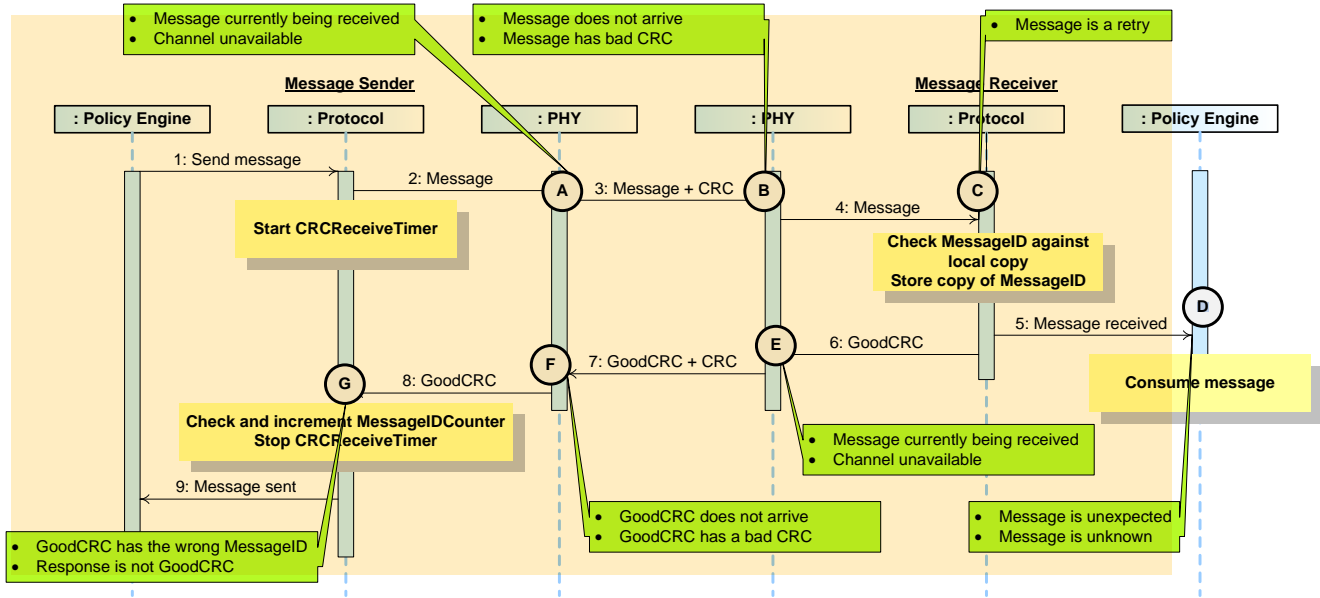 • Message currently being received
• Channel unavailable
• Message does not arrive
• Message has bad CRC
• Message is a retry
Message Sender
Message Receiver
: Policy Engine
: Protocol
: PHY
: PHY
: Protocol
: Policy Engine
1: Send message
2: Message
A
3: Message + CRC
B
C
4: Message
Start CRCReceiveTimer
Check MessageID against
local copy
Store copy of MessageID
D
5: Message received
E
6: GoodCRC
F
7: GoodCRC + CRC
G
8: GoodCRC
Consume message
Check and increment MessageIDCounter
Stop CRCReceiveTimer
• Message currently being received
• Channel unavailable
9: Message sent
• GoodCRC does not arrive
• GoodCRC has a bad CRC
• Message is unexpected
• Message is unknown
• GoodCRC has the wrong MessageID
• Response is not GoodCRC